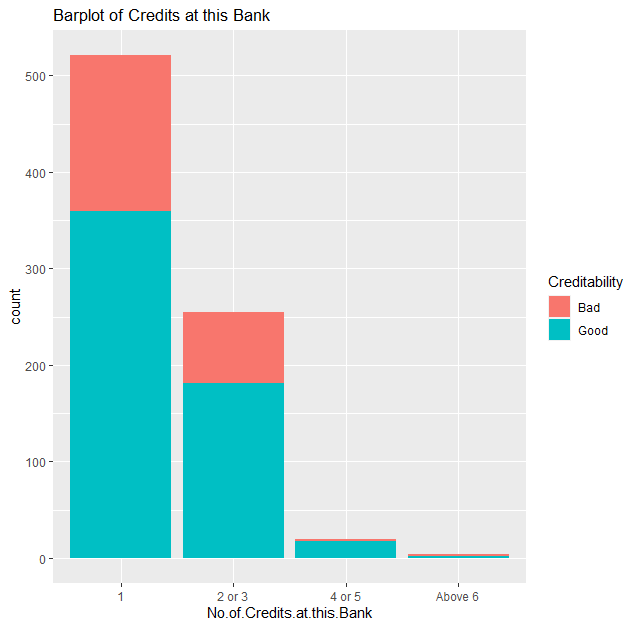 Barplot of Credits at this Bank
500
400
300
200
100
0
count
1
2 or 3
4 or 5
Above 6
No.of.Credits.at.this.Bank
Creditability
Bad
Good